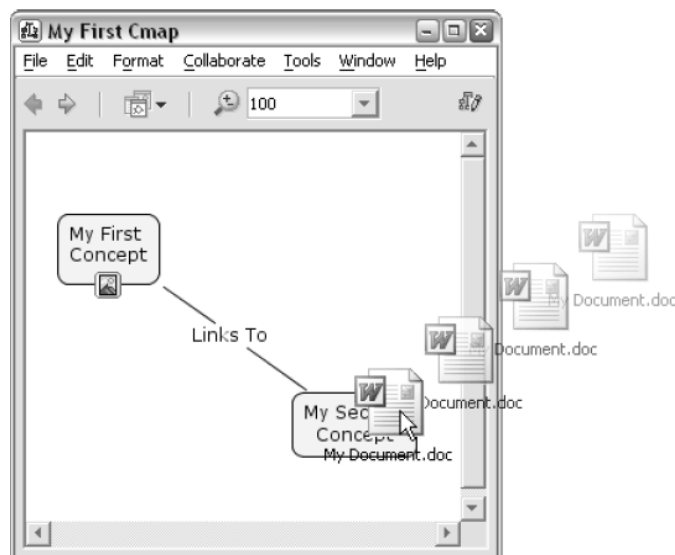 My First Cmap
File Edit Format Collaborate Tools Window Help
100
My First
Concept
Links To
My Document.doc
My Document.doc
Document.doc
My Sec
Concept
My Document.doc